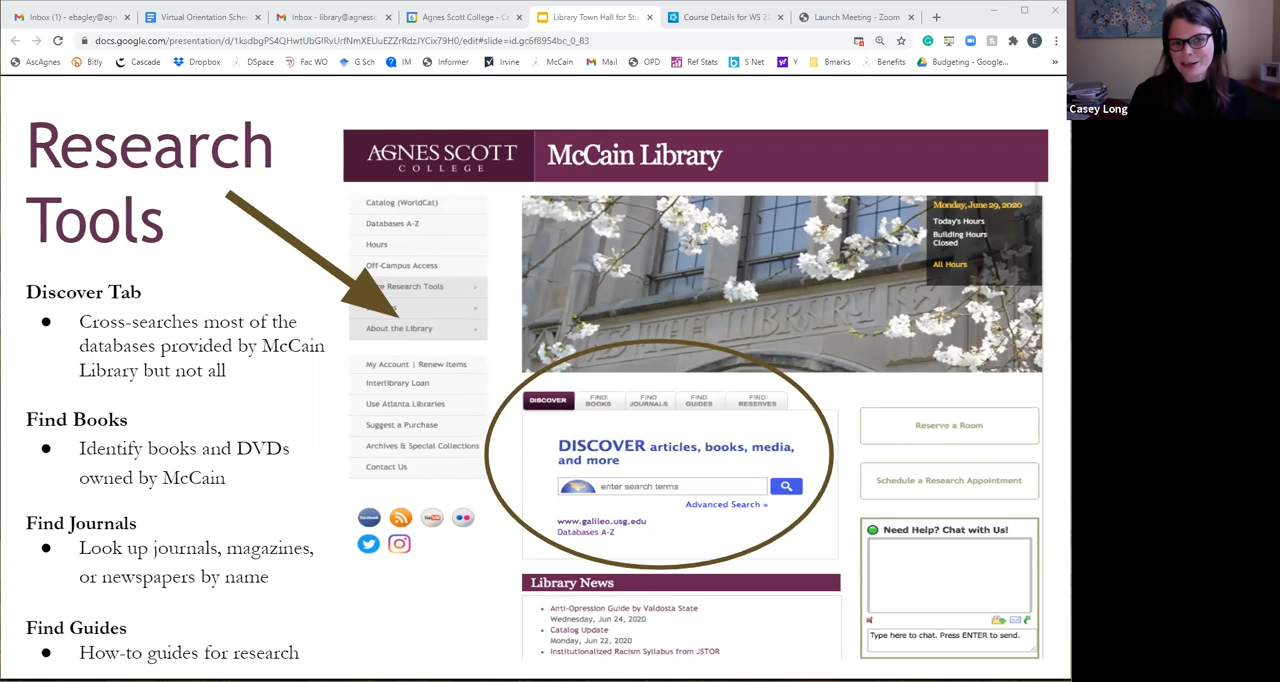 Inbox (1) - ebagley@agn
Virtual Orientation Sche
Inbox - library@agnessc
Agnes Scott College - Ca
Library Town Hall for Stu
Course Details for WS 2
Launch Meeting - Zoom
docs.google.com/presentation/d/1ksdbgPS4QHwtUbGIRvUrfNmXEUuEZZrRdzJYCix79H0/edit#slide=id.gc6f8954bc_0_83
E
AscAgnes
Bitly
Cascade
Dropbox
DSpace
Fac WO
G Sch
IM
Informer
Irvine
McCain
Mail
OPD
Ref Stats
S Net
Y
Bmarks
Benefits
Budgeting - Google...
Casey Long
Research
Tools
Discover Tab
● Cross-searches most of the
databases provided by McCain
Library but not all
Find Books
● Identify books and DVDs
owned by McCain
Find Journals
● Look up journals, magazines,
or newspapers by name
Find Guides
● How-to guides for research
AGNES SCOTT
COLLEGE
McCain Library
Catalog (WorldCat)
Databases A-Z
Hours
Off-Campus Access
Research Tools
About the Library
My Account | Renew Items
Interlibrary Loan
Use Atlanta Libraries
Suggest a Purchase
Archives & Special Collections
Contact Us
facebook
You Tube
Monday, June 29, 2020
Today's Hours
Building Hours
Closed
All Hours
LIBRARY
DISCOVER
FIND BOOKS
FIND JOURNALS
FIND GUIDES
FIND RESERVES
DISCOVER articles, books, media,
and more
enter search terms
Advanced Search »
www.galileo.usg.edu
Databases A-Z
Library News
• Anti-Opression Guide by Valdosta State
Wednesday, Jun 24, 2020
• Catalog Update
Monday, Jun 22, 2020
• Institutionalized Racism Syllabus from JSTOR
Reserve a Room
Schedule a Research Appointment
Need Help? Chat with Us!
Type here to chat. Press ENTER to send.